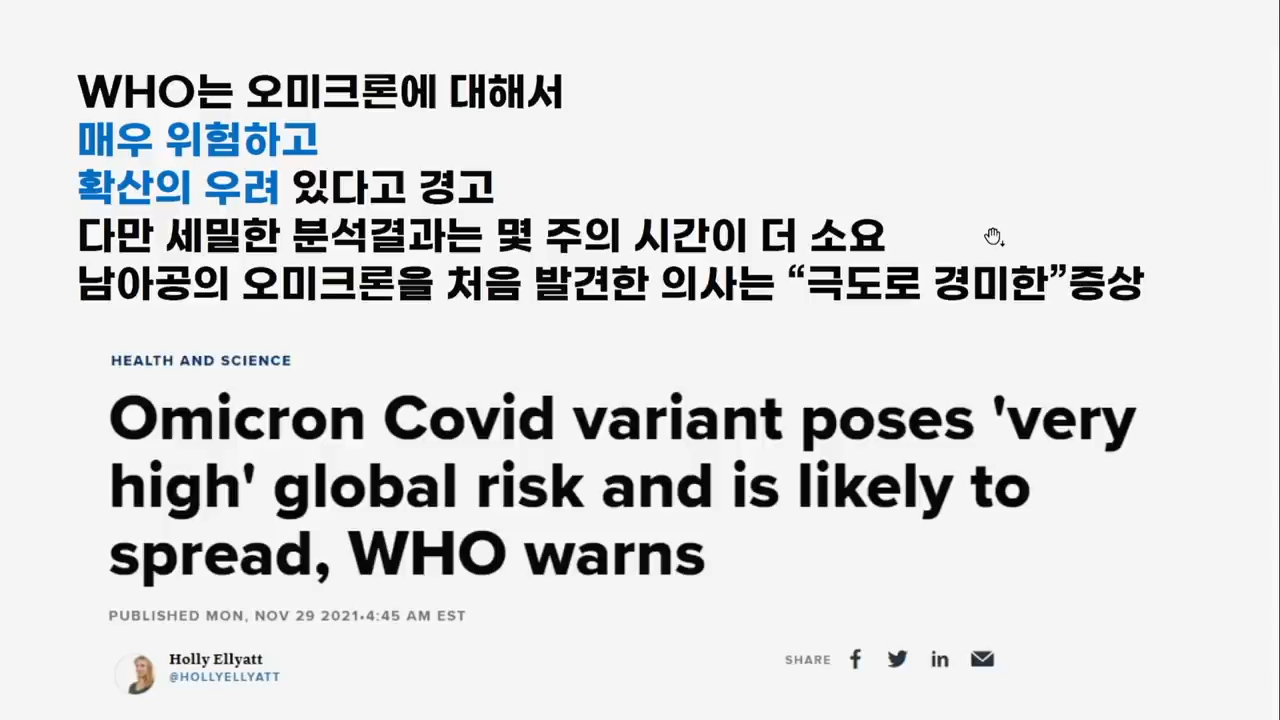 WHO는 오미크론에 대해서
매우 위험하고
확산의 우려 있다고 경고
다만 세밀한 분석결과는 몇 주의 시간이 더 소요
남아공의 오미크론을 처음 발견한 의사는 “극도로 경미한”증상
HEALTH AND SCIENCE
Omicron Covid variant poses 'very
high' global risk and is likely to
spread, WHO warns
PUBLISHED MON, NOV 29 2021•4:45 AM EST
Holly Ellyatt
@HOLLYELLYATT
SHARE